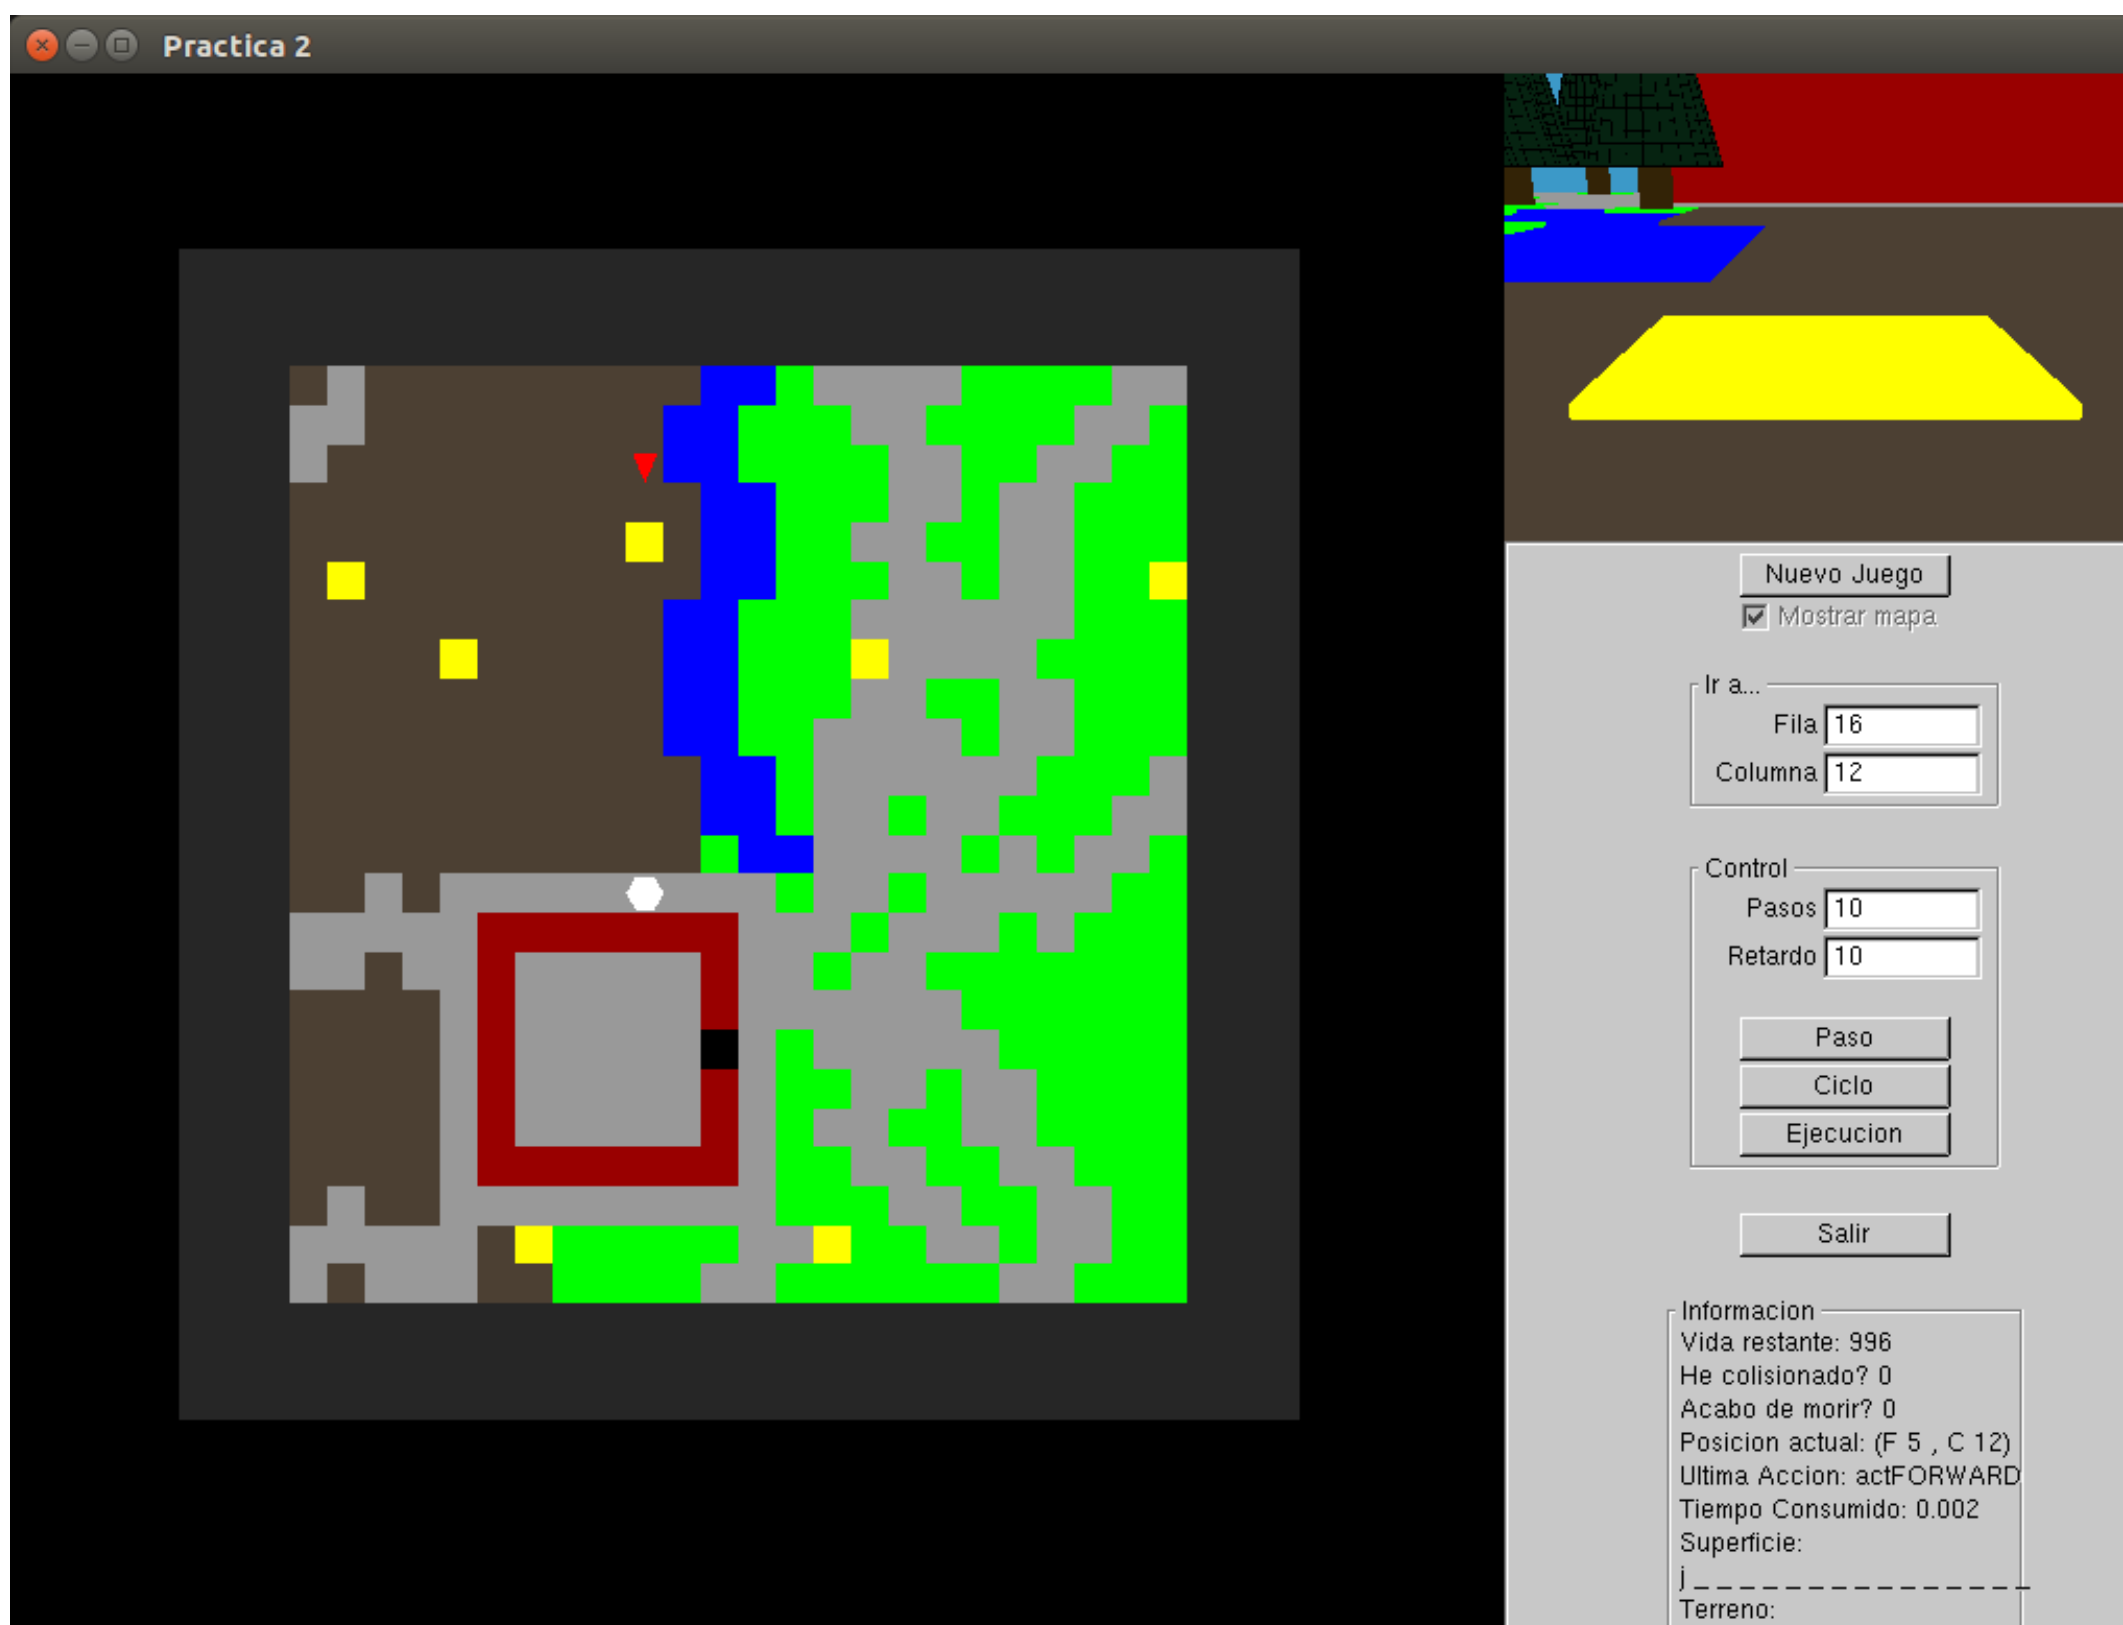 Practica 2
Nuevo Juego
Mostrar mapa
Ir a...
Fila 16
Columna 12
Control
Pasos 10
Retardo 10
Paso
Ciclo
Ejecucion
Salir
Informacion
Vida restante: 996
He colisionado? 0
Acabo de morir? 0
Posicion actual: (F 5 , C 12)
Ultima Accion: actFORWARD
Tiempo Consumido: 0.002
Superficie:
j _ _ _ _ _ _ _ _ _ _ _ _ _ _ _
Terreno: